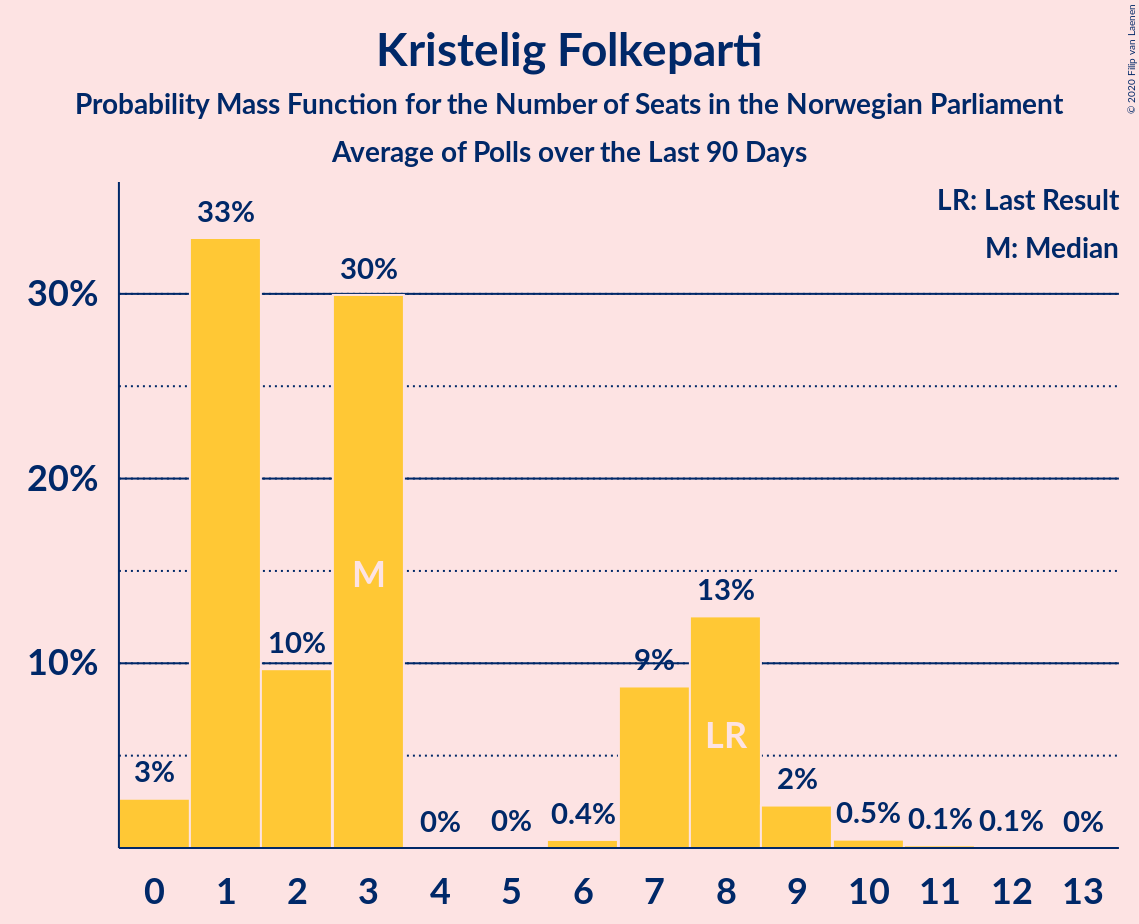 Kristelig Folkeparti
Probability Mass Function for the Number of Seats in the Norwegian Parliament
Average of Polls over the Last 90 Days
© 2020 Filip van Laenen
LR: Last Result
M: Median
33%
30%
30%
20%
M
13%
10%
10%
9%
LR
3%
2%
0%
0%
0.4%
0.5%
0.1%
0.1%
0%
0 1 2 3 4 5 6 7 8 9 10 11 12 13